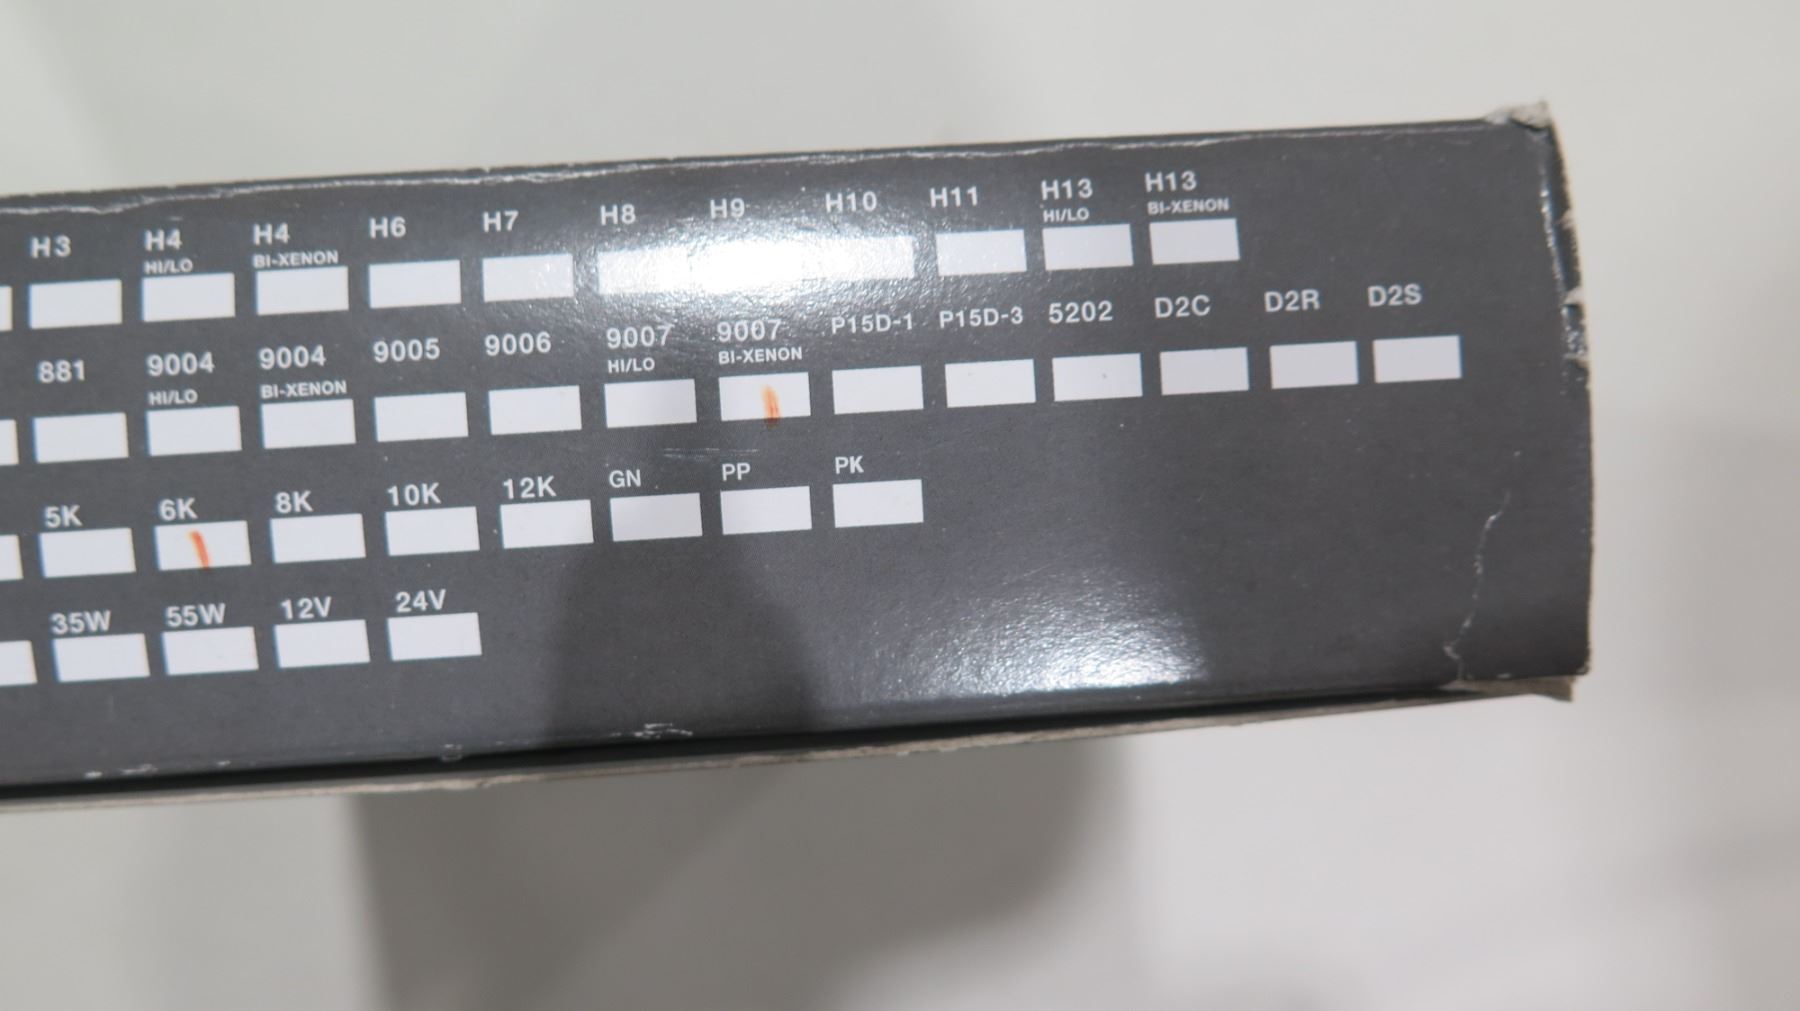 H3 H4 H4 H6 H7 H8 H9 H10 H11 H13 H13
HI/LO BI-XENON HI/LO BI-XENON
881 9004 9004 9005 9006 9007 9007 P15D-1 P15D-3 5202 D2C D2R D2S
HI/LO BI-XENON HI/LO BI-XENON
5K 6K 8K 10K 12K GN PP PK
35W 55W 12V 24V